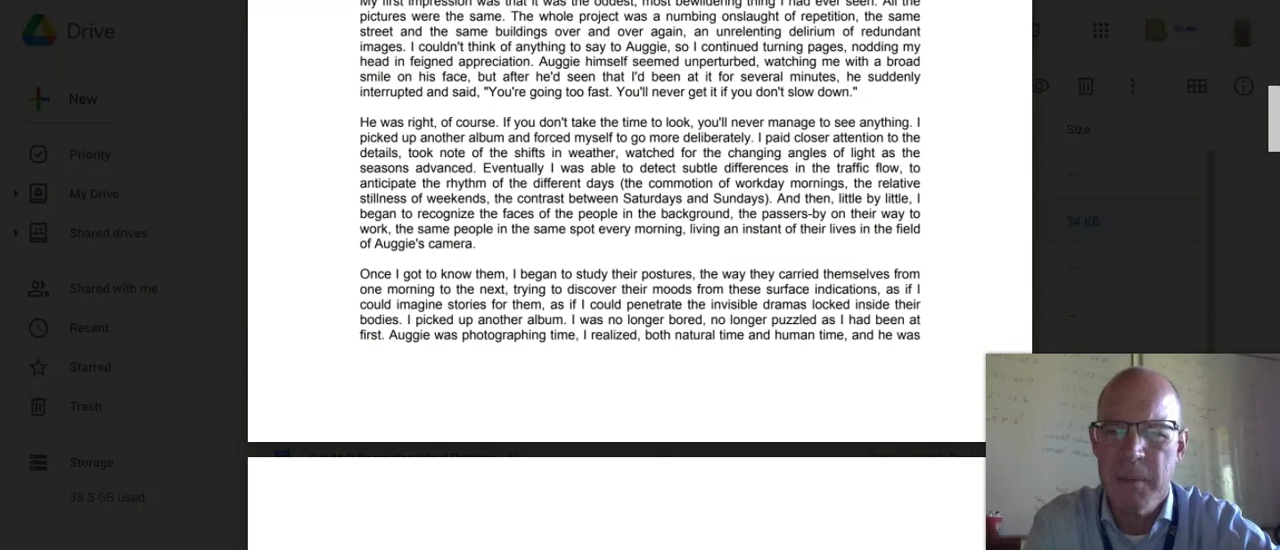 My first impression was that it was the oddest, most bewildering thing I had ever seen. All the
pictures were the same. The whole project was a numbing onslaught of repetition, the same
street and the same buildings over and over again, an unrelenting delirium of redundant
images. I couldn't think of anything to say to Auggie, so I continued turning pages, nodding my
head in feigned appreciation. Auggie himself seemed unperturbed, watching me with a broad
smile on his face, but after he'd seen that I'd been at it for several minutes, he suddenly
interrupted and said, "You're going too fast. You'll never get it if you don't slow down."
He was right, of course. If you don't take the time to look, you'll never manage to see anything. I
picked up another album and forced myself to go more deliberately. I paid closer attention to the
details, took note of the shifts in weather, watched for the changing angles of light as the
seasons advanced. Eventually I was able to detect subtle differences in the traffic flow, to
anticipate the rhythm of the different days (the commotion of workday mornings, the relative
stillness of weekends, the contrast between Saturdays and Sundays). And then, little by little, I
began to recognize the faces of the people in the background, the passers-by on their way to
work, the same people in the same spot every morning, living an instant of their lives in the field
of Auggie's camera.
Once I got to know them, I began to study their postures, the way they carried themselves from
one morning to the next, trying to discover their moods from these surface indications, as if I
could imagine stories for them, as if I could penetrate the invisible dramas locked inside their
bodies. I picked up another album. I was no longer bored, no longer puzzled as I had been at
first. Auggie was photographing time, I realized, both natural time and human time, and he was
Drive
New
Priority
My Drive
Shared drives
Shared with me
Recent
Starred
Trash
Storage
38.5 GB used
Size
34 KB